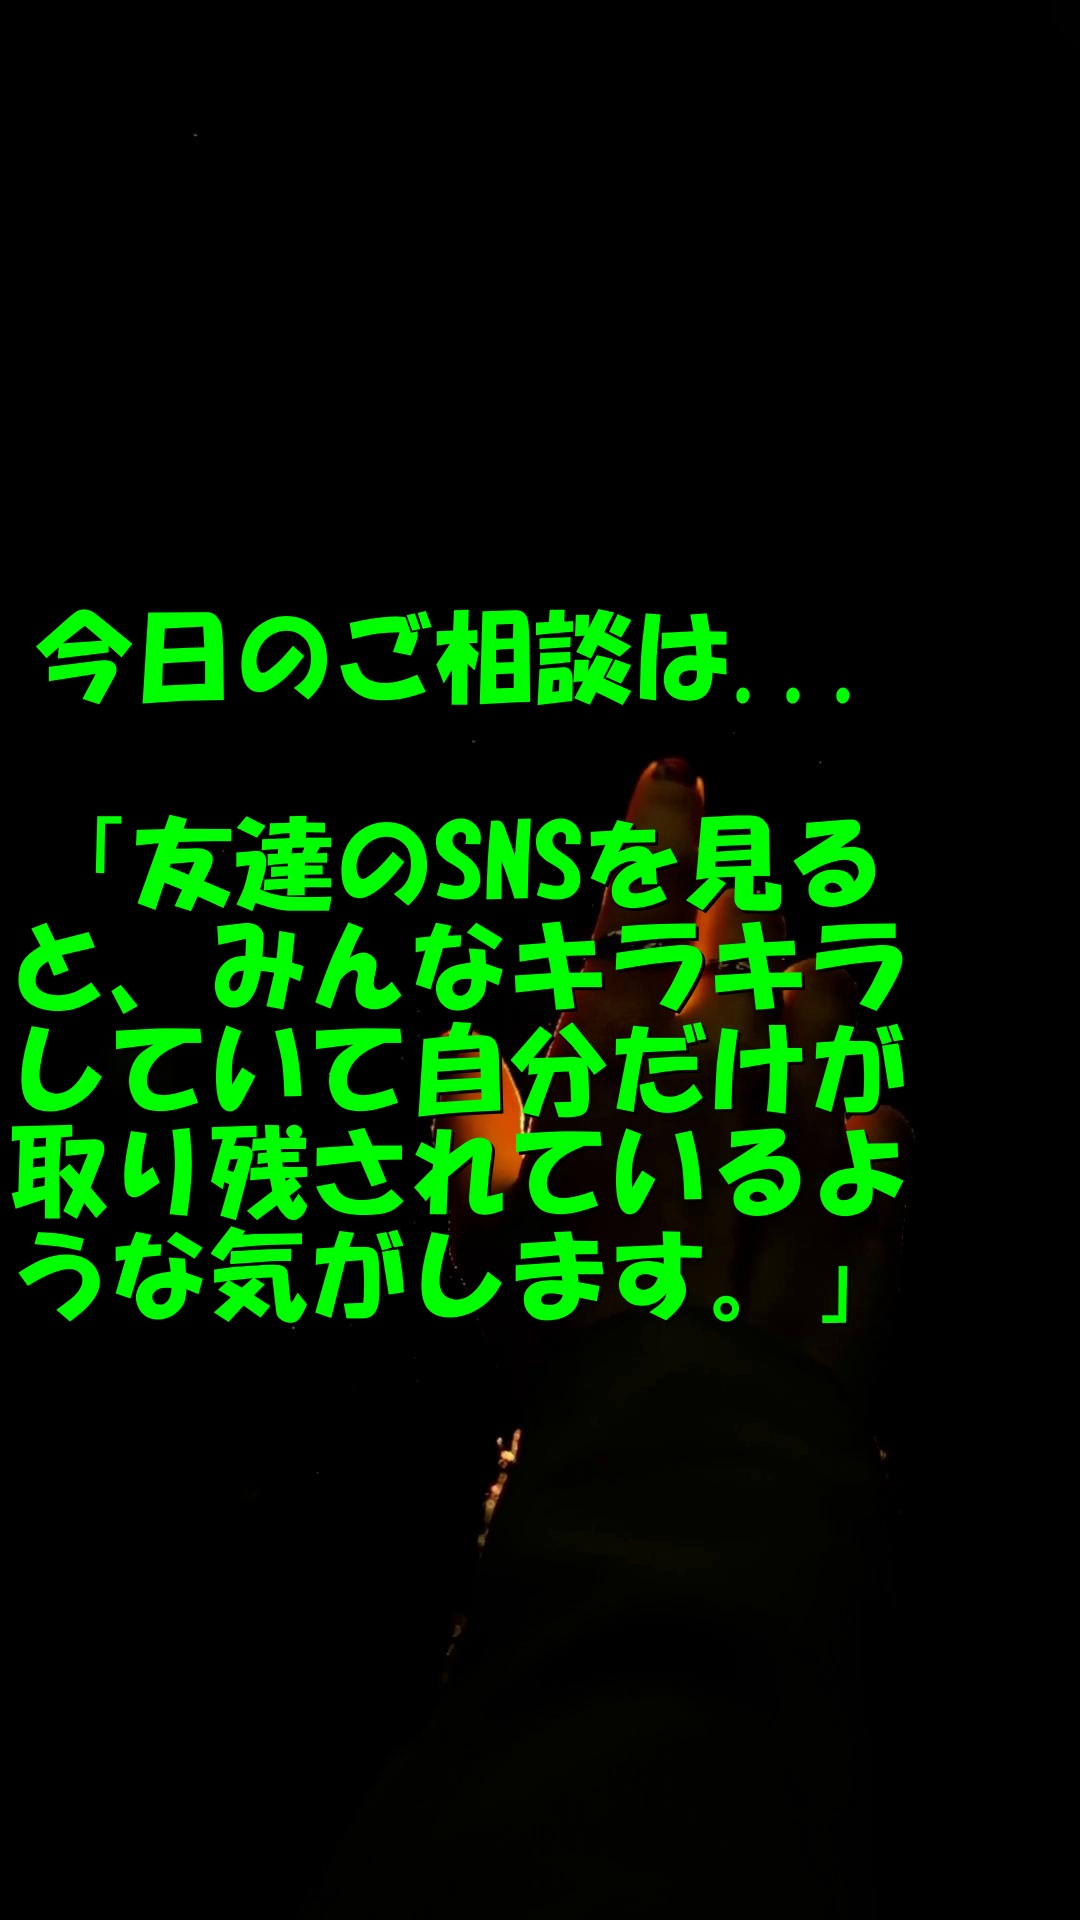 今日のご相談は...
「友達のSNSを見る
と、みんなキラキラ
していて自分だけが
取り残されているよ
うな気がします。」